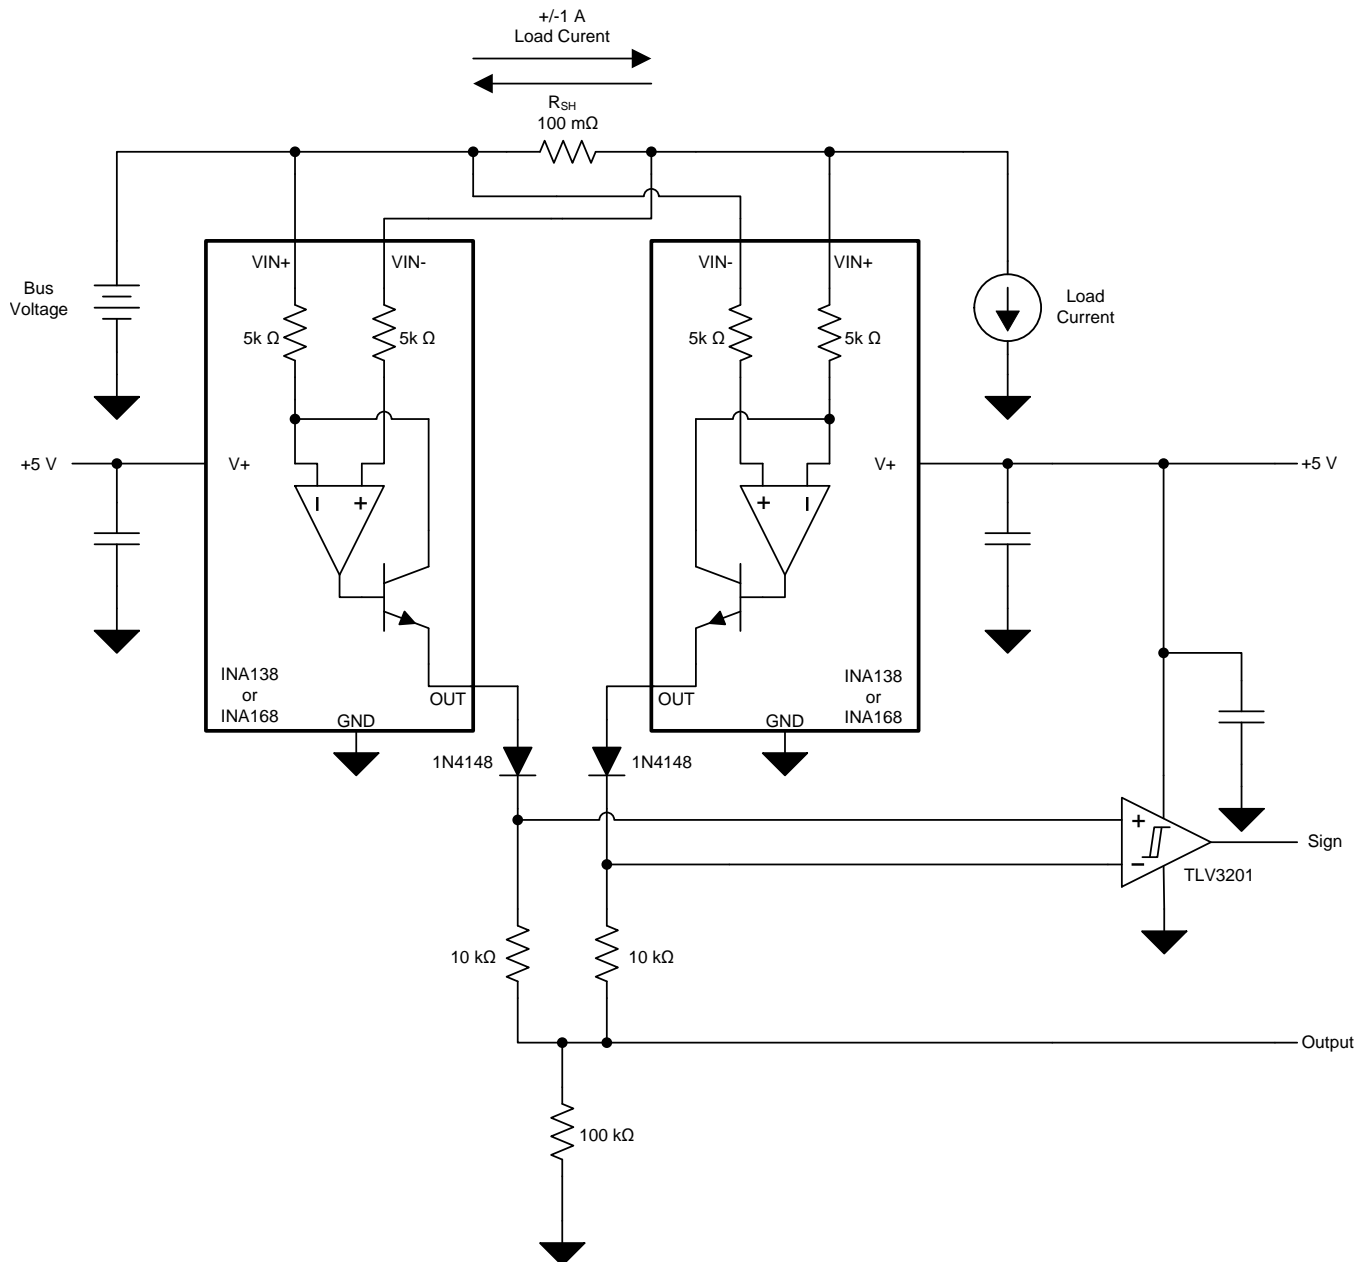 +/-1 A
Load Curent
RSH
100 mΩ
VIN+
VIN-
VIN-
VIN+
Bus
Voltage
5k Ω
5k Ω
5k Ω
5k Ω
Load
Current
+5 V
V+
V+
+5 V
INA138
or
INA168
OUT
GND
INA138
or
INA168
OUT
GND
1N4148
1N4148
+
−
Sign
TLV3201
10 kΩ
10 kΩ
Output
100 kΩ